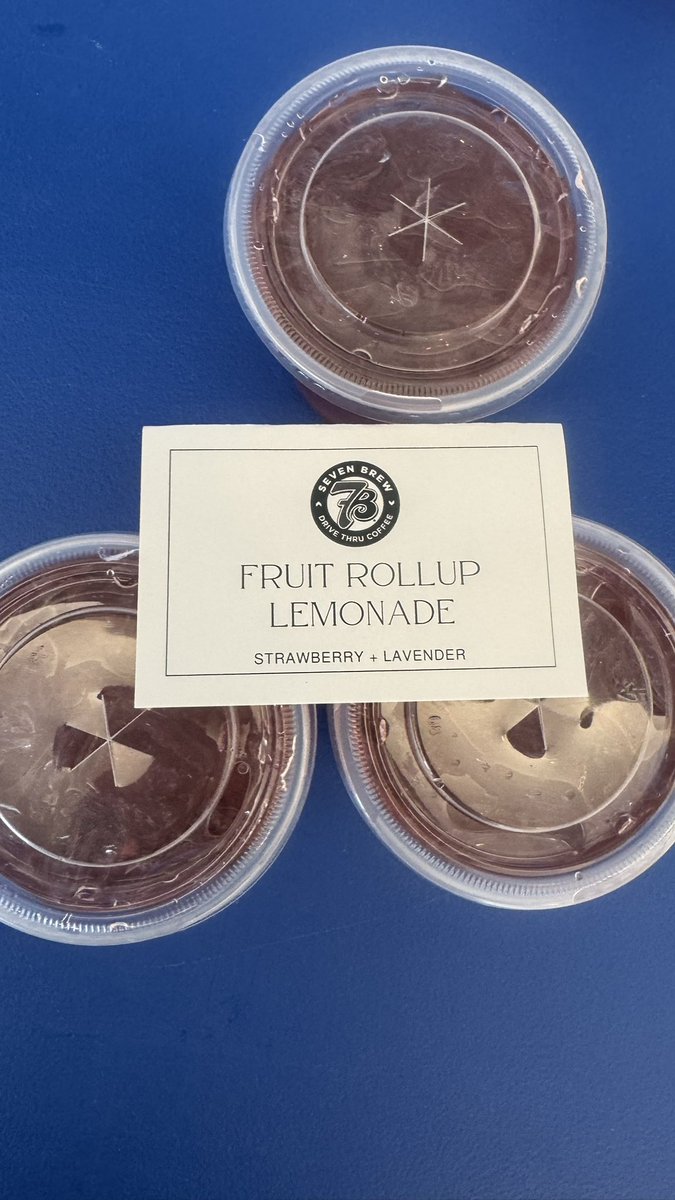 SEVEN BREW
7B
DRIVE THRU COFFEE
FRUIT ROLLUP
LEMONADE
STRAWBERRY + LAVENDER